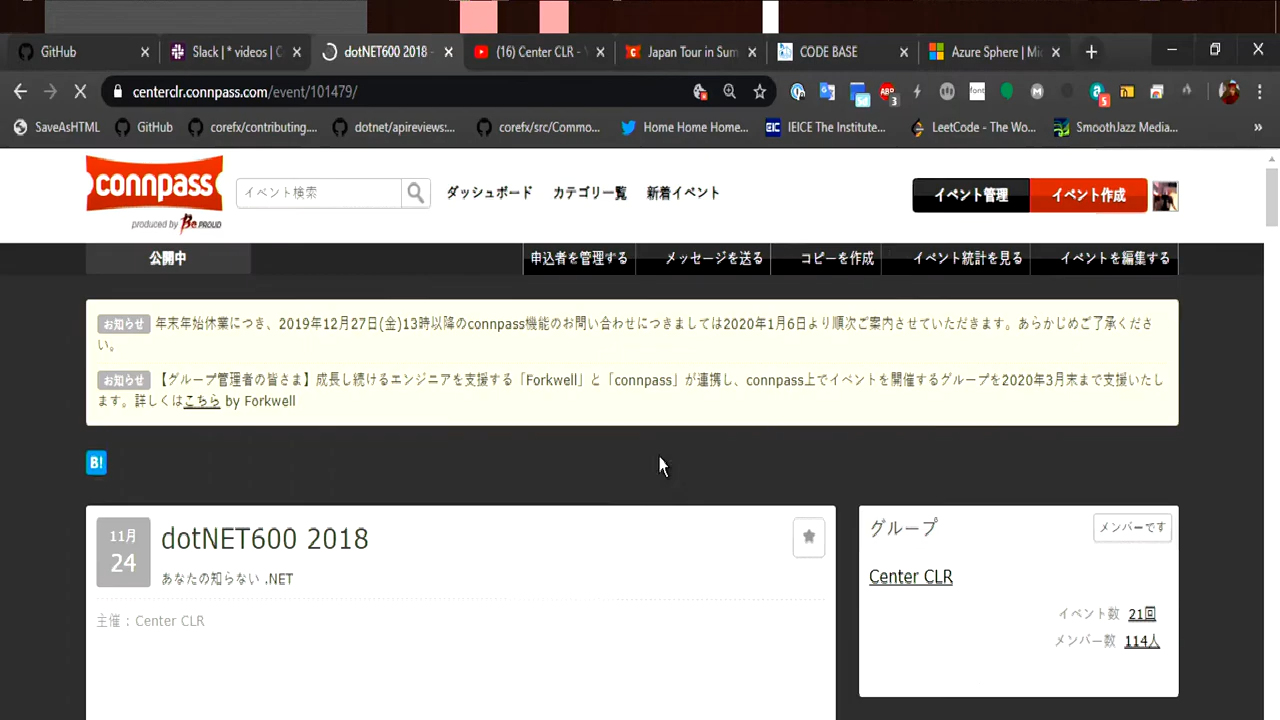 GitHub
Slack | * videos | C
dotNET600 2018 -
(16) Center CLR -
Japan Tour in Sum
CODE BASE
Azure Sphere | Mi
centerclr.connpass.com/event/101479/
SaveAsHTML
GitHub
corefx/contributing....
dotnet/apireviews:...
corefx/src/Commo...
Home Home Home...
IEICE The Institute...
LeetCode - The Wo...
SmoothJazz Media...
connpass
produced by BePROUD
イベント検索
ダッシュボード
カテゴリ一覧
新着イベント
イベント管理
イベント作成
公開中
申込者を管理する
メッセージを送る
コピーを作成
イベント統計を見る
イベントを編集する
お知らせ 年末年始休業につき、2019年12月27日(金)13時以降のconnpass機能のお問い合わせにつきましては2020年1月6日より順次ご案内させていただきます。あらかじめご了承くださ
い。
お知らせ 【グループ管理者の皆さま】成長し続けるエンジニアを支援する「Forkwell」と「connpass」が連携し、connpass上でイベントを開催するグループを2020年3月末まで支援いたし
ます。詳しくはこちら by Forkwell
B!
11月
24
dotNET600 2018
あなたの知らない .NET
主催 : Center CLR
グループ
メンバーです
Center CLR
イベント数 21回
メンバー数 114人